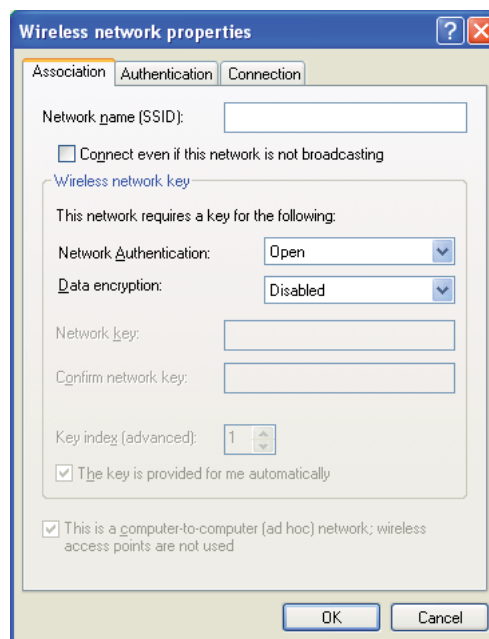 Wireless network properties
Association Authentication Connection
Network name (SSID):
Connect even if this network is not broadcasting
Wireless network key
This network requires a key for the following:
Network Authentication: Open
Data encryption: Disabled
Network key:
Confirm network key:
Key index (advanced): 1
The key is provided for me automatically
This is a computer-to-computer (ad hoc) network; wireless
access points are not used
OK Cancel